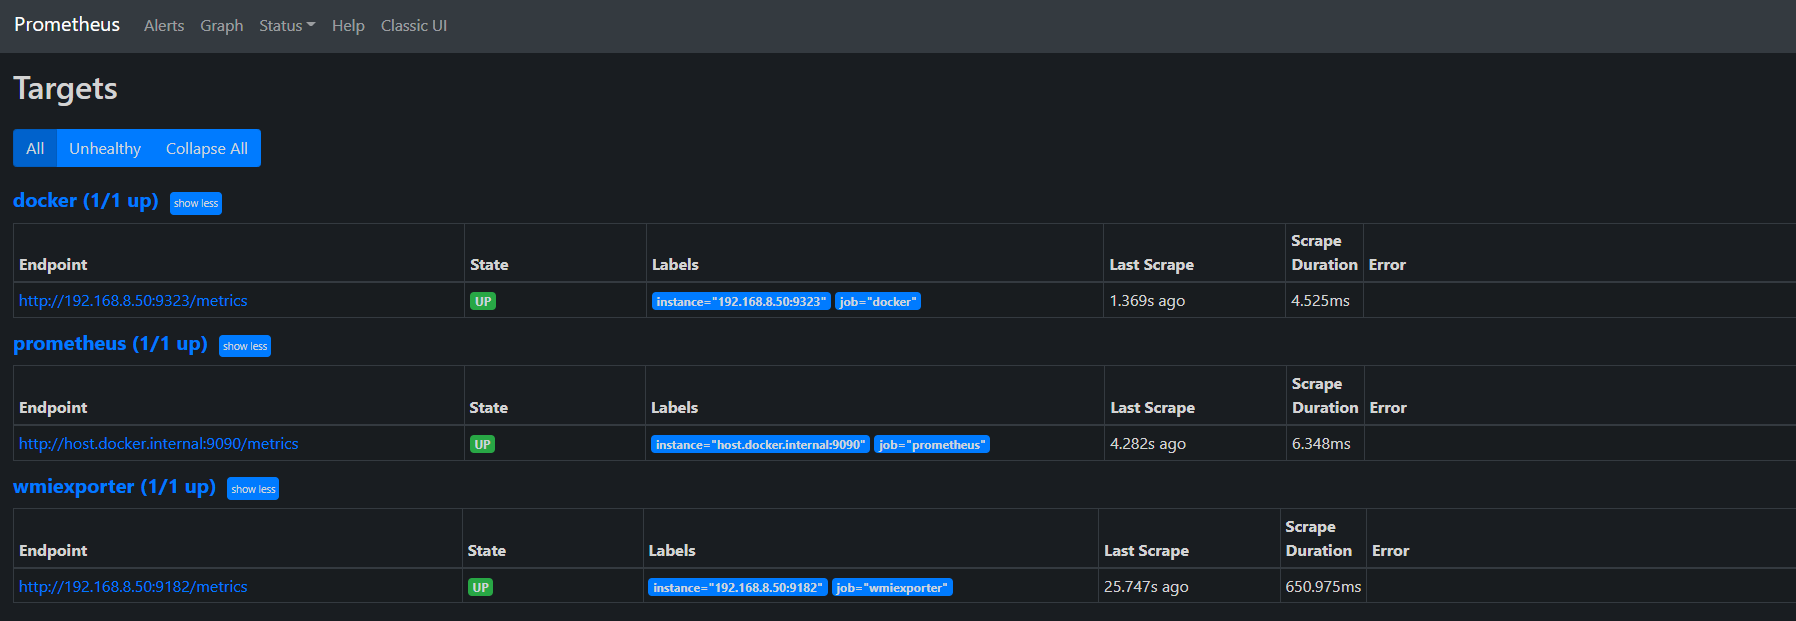 Prometheus Alerts Graph Status Help Classic UI
Targets
All Unhealthy Collapse All
docker (1/1 up) show less
Endpoint State Labels Last Scrape Scrape Duration Error
http://192.168.8.50:9323/metrics UP instance="192.168.8.50:9323" job="docker" 1.369s ago 4.525ms
prometheus (1/1 up) show less
Endpoint State Labels Last Scrape Scrape Duration Error
http://host.docker.internal:9090/metrics UP instance="host.docker.internal:9090" job="prometheus" 4.282s ago 6.348ms
wmiexporter (1/1 up) show less
Endpoint State Labels Last Scrape Scrape Duration Error
http://192.168.8.50:9182/metrics UP instance="192.168.8.50:9182" job="wmiexporter" 25.747s ago 650.975ms